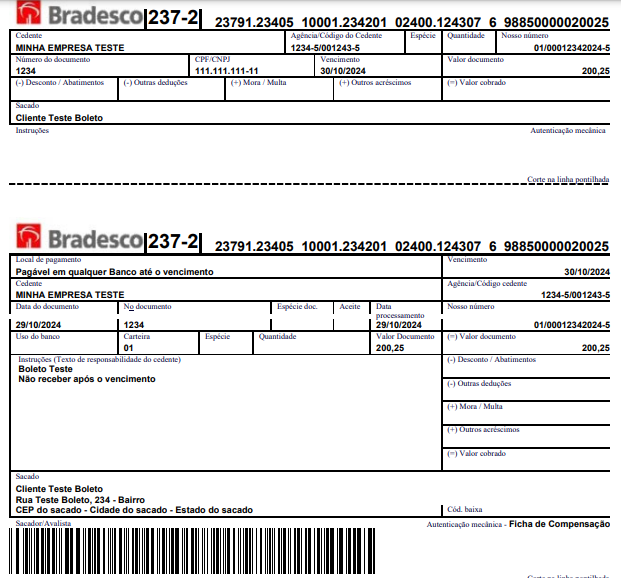 Bradesco 237-2 23791.23405 10001.234201 02400.124307 6 98850000020025
Cedente Agência/Código do Cedente Espécie Quantidade Nosso número
MINHA EMPRESA TESTE 1234-5/001243-5 01/00012342024-5
Número do documento CPF/CNPJ Vencimento Valor documento
1234 111.111.111-11 30/10/2024 200,25
(-) Desconto / Abatimentos (-) Outras deduções (+) Mora / Multa (+) Outros acréscimos (=) Valor cobrado
Sacado
Cliente Teste Boleto
Instruções Autenticação mecânica
Corte na linha pontilhada
Bradesco 237-2 23791.23405 10001.234201 02400.124307 6 98850000020025
Local de pagamento Vencimento
Pagável em qualquer Banco até o vencimento 30/10/2024
Cedente Agência/Código cedente
MINHA EMPRESA TESTE 1234-5/001243-5
Data do documento No documento Espécie doc. Aceite Data processamento Nosso número
29/10/2024 1234 29/10/2024 01/00012342024-5
Uso do banco Carteira Espécie Quantidade Valor Documento (=) Valor documento
01 200,25 200,25
Instruções (Texto de responsabilidade do cedente) (-) Desconto / Abatimentos
Boleto Teste
Não receber após o vencimento
(-) Outras deduções
(+) Mora / Multa
(+) Outros acréscimos
(=) Valor cobrado
Sacado
Cliente Teste Boleto
Rua Teste Boleto, 234 - Bairro
CEP do sacado - Cidade do sacado - Estado do sacado Cód. baixa
Sacador/Avalista Autenticação mecânica - Ficha de Compensação
Corte na linha pontilhada